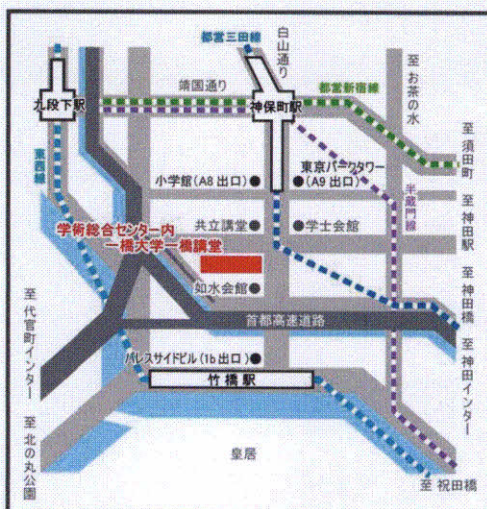 都営三田線
白山通り
至 お茶の水
九段下駅
靖国通り
神保町駅
都営新宿線
至 須田町
東西線
小学館(A8 出口)
東京パークタワー
(A9 出口)
半蔵門線
至 神田駅
学術総合センター内
一橋大学一橋講堂
共立講堂
学士会館
如水会館
至 神田橋
至 代官町インター
首都高速道路
至 神田インター
パレスサイドビル(1b 出口)
竹橋駅
至 北の丸公園
皇居
至 祝田橋